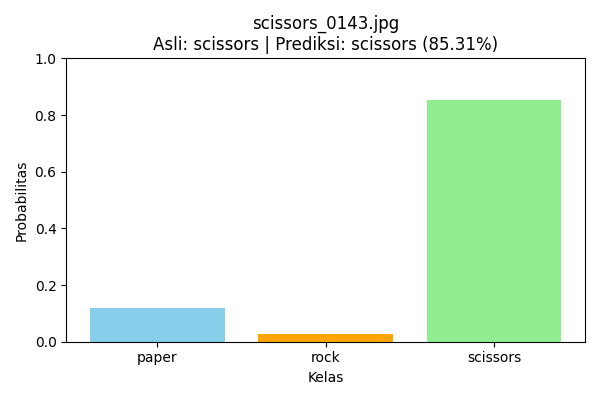 scissors_0143.jpg
Asli: scissors | Prediksi: scissors (85.31%)
1.0
0.8
0.6
0.4
0.2
0.0
Probabilitas
paper
rock
scissors
Kelas